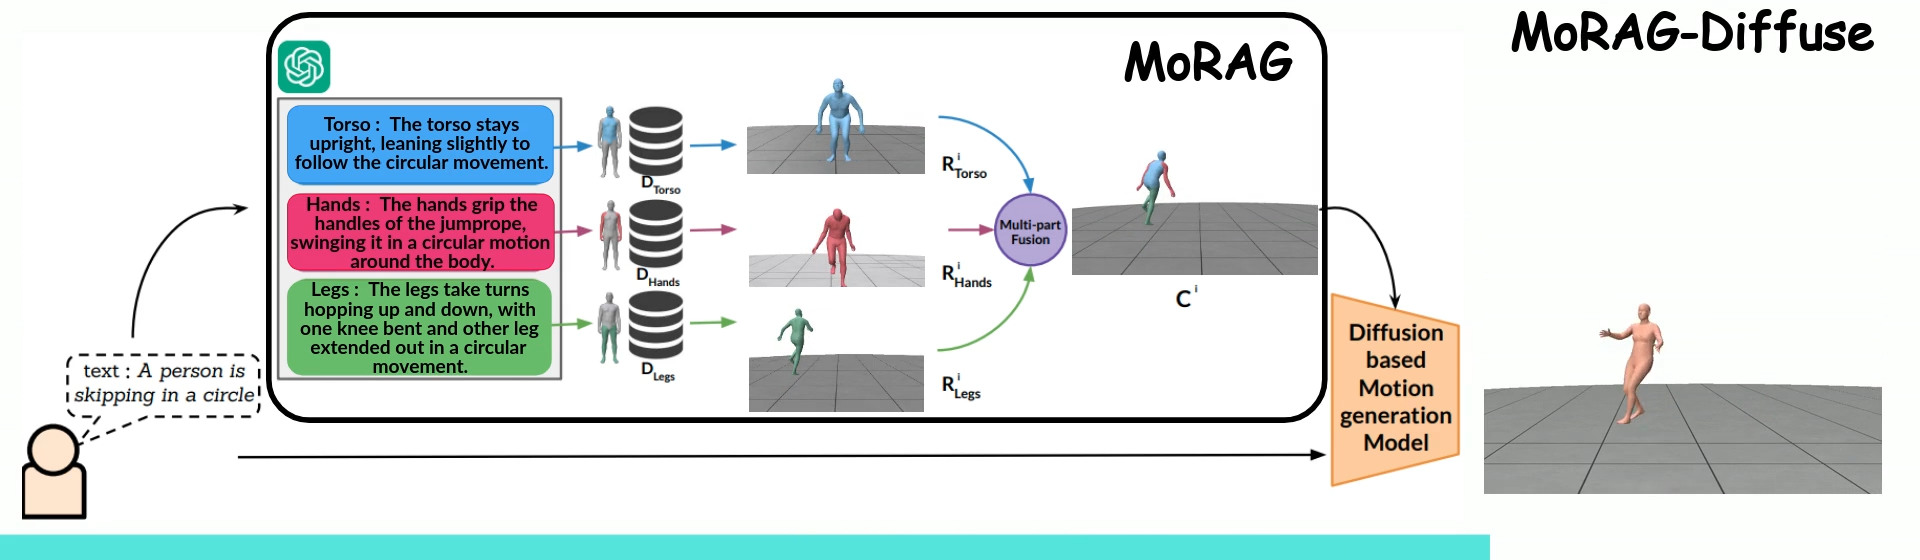 MoRAG-Diffuse
MoRAG
Torso : The torso stays
upright, leaning slightly to
follow the circular movement.
D Torso
R i Torso
Hands : The hands grip the
handles of the jumprope,
swinging it in a circular motion
around the body.
D Hands
R i Hands
Legs : The legs take turns
hopping up and down, with
one knee bent and other leg
extended out in a circular
movement.
D Legs
R i Legs
Multi-part
Fusion
C i
text : A person is
skipping in a circle
Diffusion
based
Motion
generation
Model